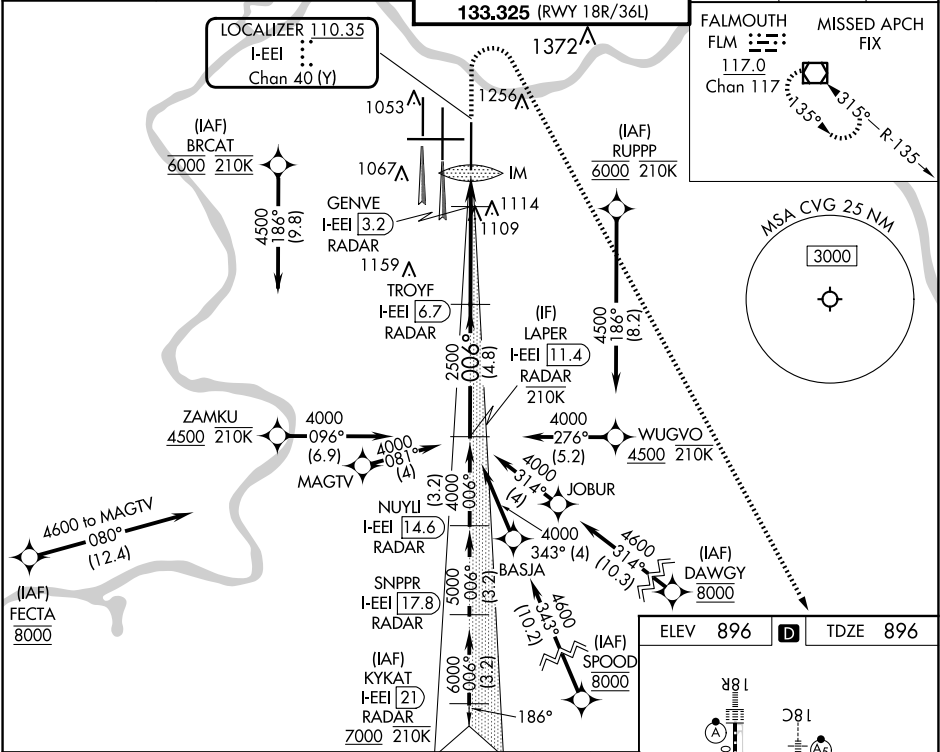 133.325 (RWY 18R/36L)
LOCALIZER 110.35
I-EEI
Chan 40 (Y)
1372
FALMOUTH
FLM
117.0
Chan 117
MISSED APCH
FIX
135°
315°
R-135
1053
1256
(IAF)
BRCAT
6000 210K
4500
186°
(9.8)
1067
IM
GENVE
I-EEI 3.2
RADAR
1114
1109
(IAF)
RUPPP
6000 210K
4500
186°
(8.2)
MSA CVG 25 NM
3000
1159
TROYF
I-EEI 6.7
RADAR
(IF)
LAPER
I-EEI 11.4
RADAR
210K
2500
006°
(4.8)
ZAMKU
4500 210K
4000
096°
(6.9)
4000
276°
(5.2)
WUGVO
4500 210K
MAGTV
4000
081°
(4)
4000
314°
(4)
JOBUR
4000
006°
(3.2)
NUYLI
I-EEI 14.6
RADAR
4000
343° (4)
BASJA
4600 to MAGTV
080°
(12.4)
(IAF)
FECTA
8000
4600
314°
(10.3)
(IAF)
DAWGY
8000
SNPPR
I-EEI 17.8
RADAR
5000
006°
(3.2)
4600
343°
(10.2)
(IAF)
SPOOD
8000
(IAF)
KYKAT
I-EEI 21
RADAR
7000 210K
6000
006°
(3.2)
186°
ELEV 896
D
TDZE 896
18R
18C
A
A5